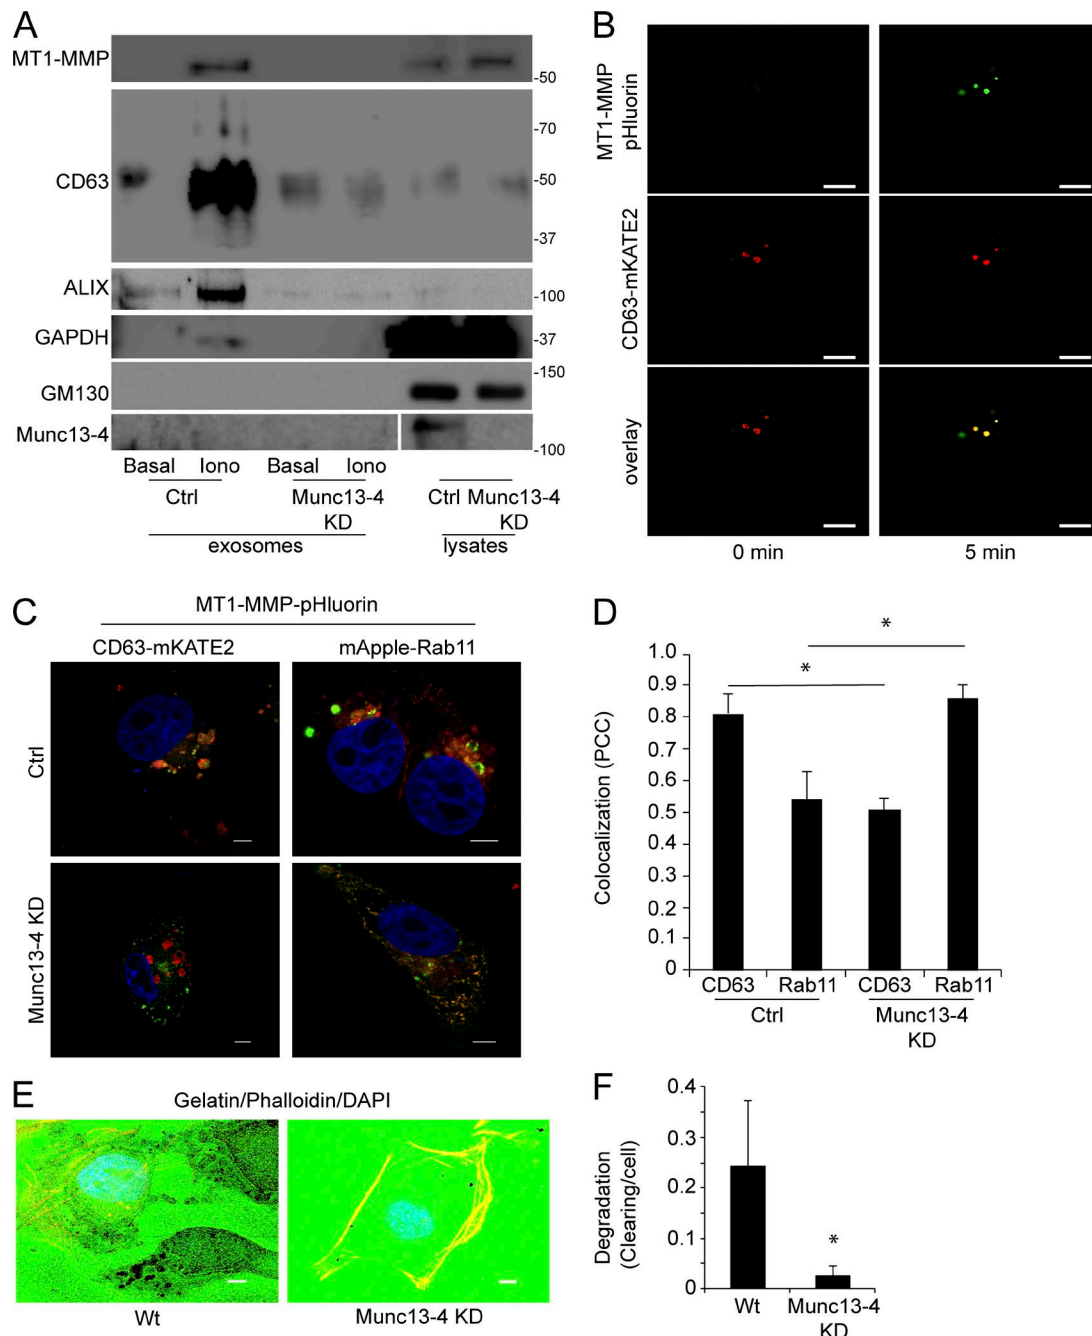 A
MT1-MMP
-50
-70
CD63
-50
-37
ALIX
-100
GAPDH
-37
-150
GM130
Munc13-4
-100
Basal Iono Basal Iono
Ctrl Munc13-4 KD Ctrl Munc13-4 KD
exosomes lysates
B
MT1-MMP
pHluorin
CD63-mKATE2
overlay
0 min 5 min
C
MT1-MMP-pHluorin
CD63-mKATE2 mApple-Rab11
Ctrl
Munc13-4 KD
D
Colocalization (PCC)
1.0
0.9
0.8
0.7
0.6
0.5
0.4
0.3
0.2
0.1
0
*
*
CD63 Rab11 CD63 Rab11
Ctrl Munc13-4
KD
E
Gelatin/Phalloidin/DAPI
Wt Munc13-4 KD
F
Degradation
(Clearing/cell)
0.4
0.3
0.2
0.1
0
*
Wt Munc13-4
KD